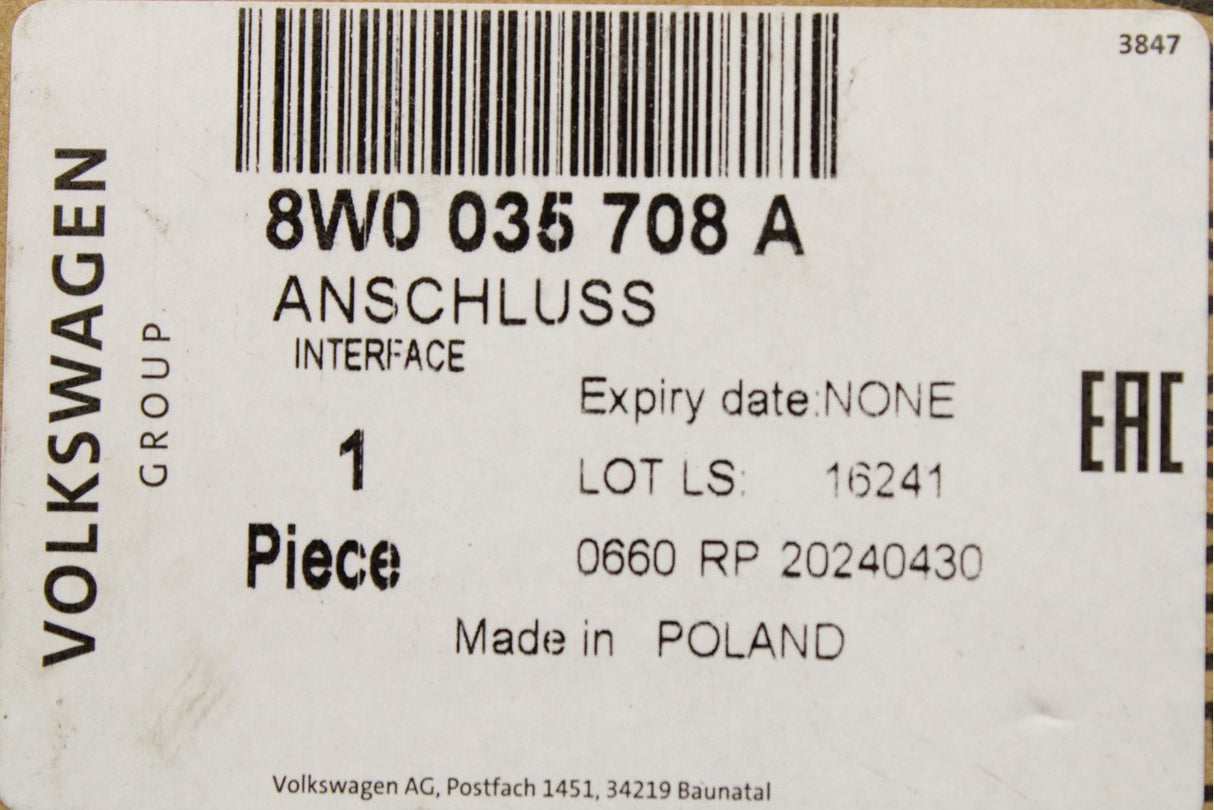 3847
VOLKSWAGEN
GROUP
8W0 035 708 A
ANSCHLUSS
INTERFACE
Expiry date:NONE
1
LOT LS: 16241
Piece
0660 RP 20240430
Made in POLAND
EAC
Volkswagen AG, Postfach 1451, 34219 Baunatal